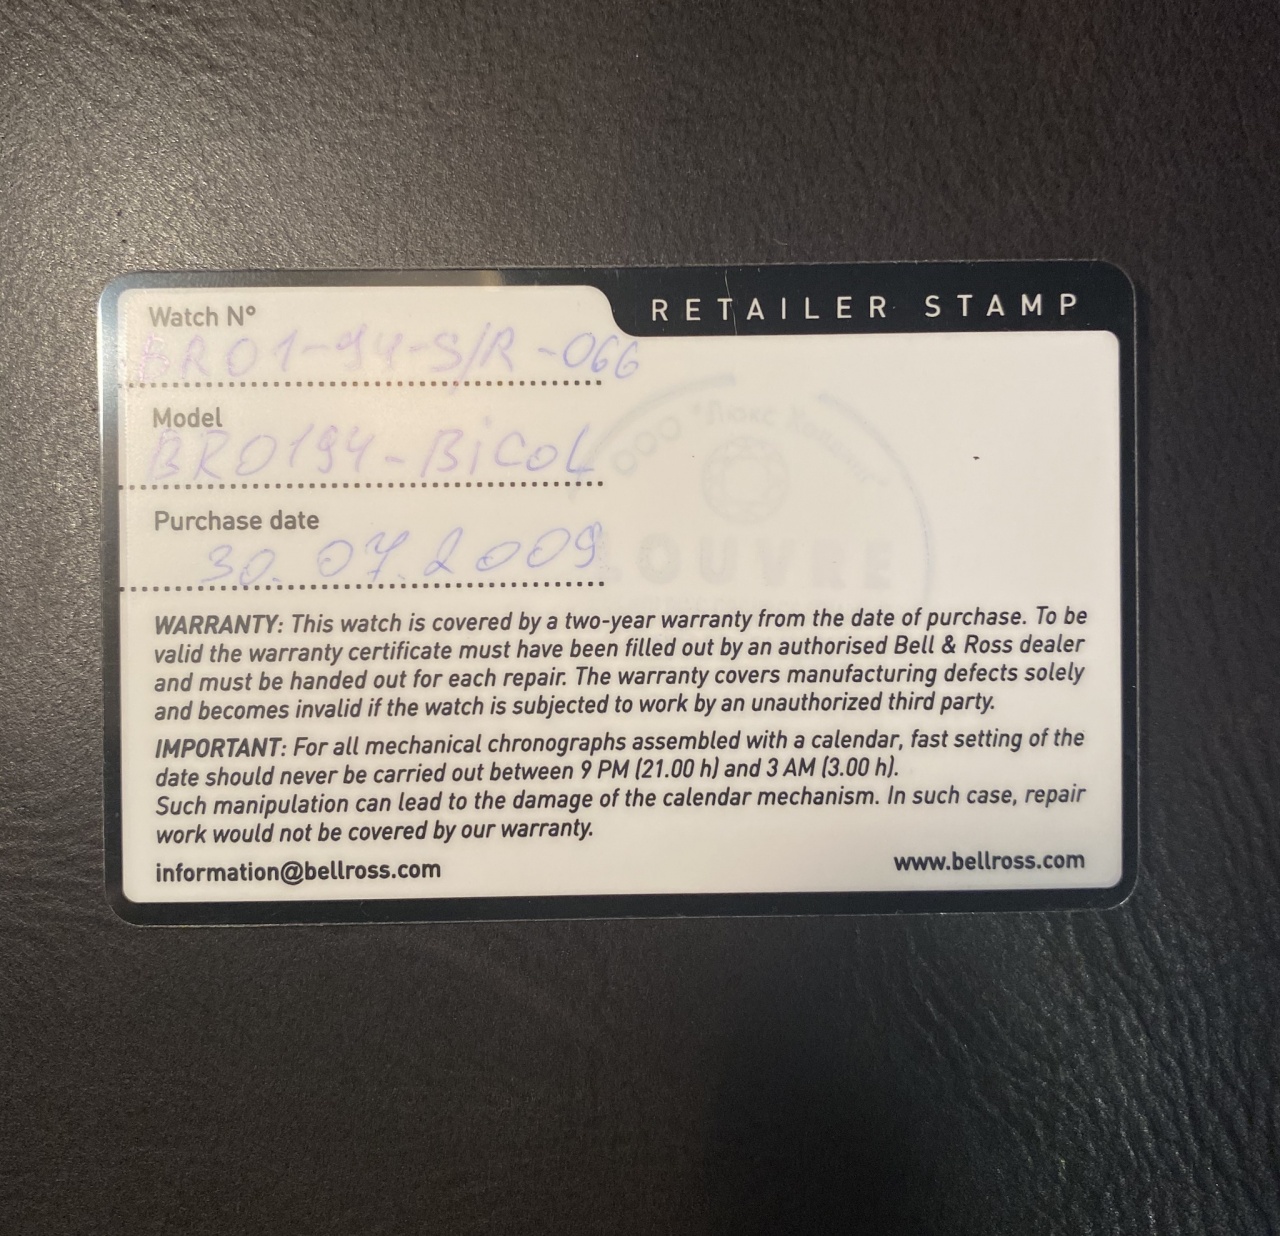 RETAILER STAMP
Watch N°
BR01-94-S/R-066
Model
BR0194-BiCOL
Purchase date
30.07.2009
ООО "Люкс
LOUVRE
WARRANTY: This watch is covered by a two-year warranty from the date of purchase. To be
valid the warranty certificate must have been filled out by an authorised Bell & Ross dealer
and must be handed out for each repair. The warranty covers manufacturing defects solely
and becomes invalid if the watch is subjected to work by an unauthorized third party.
IMPORTANT: For all mechanical chronographs assembled with a calendar, fast setting of the
date should never be carried out between 9 PM (21.00 h) and 3 AM (3.00 h).
Such manipulation can lead to the damage of the calendar mechanism. In such case, repair
work would not be covered by our warranty.
information@bellross.com
www.bellross.com